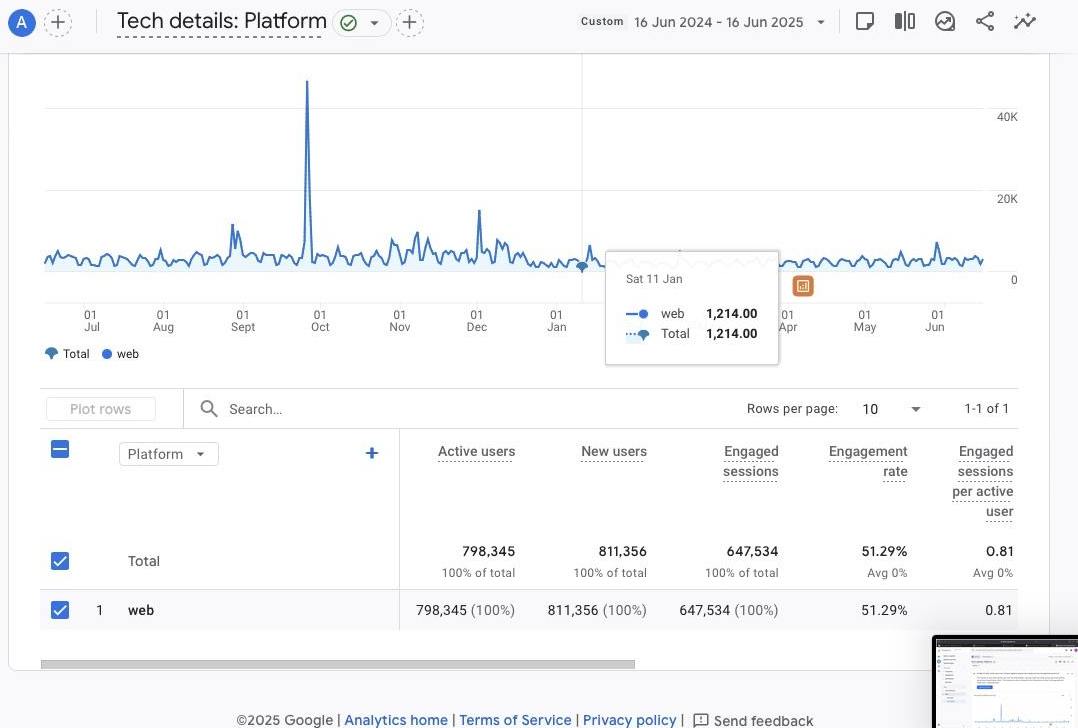 A
Tech details: Platform
Custom 16 Jun 2024 - 16 Jun 2025
40K
20K
0
Sat 11 Jan
web 1,214.00
Total 1,214.00
01 01 01 01 01 01 01 01 01 01
Jul Aug Sept Oct Nov Dec Jan Apr May Jun
Total web
Plot rows Search... Rows per page: 10 1-1 of 1
Platform Active users New users Engaged sessions Engagement rate Engaged sessions per active user
Total 798,345 811,356 647,534 51.29% 0.81
100% of total 100% of total 100% of total Avg 0% Avg 0%
1 web 798,345 (100%) 811,356 (100%) 647,534 (100%) 51.29% 0.81
©2025 Google | Analytics home | Terms of Service | Privacy policy | Send feedback